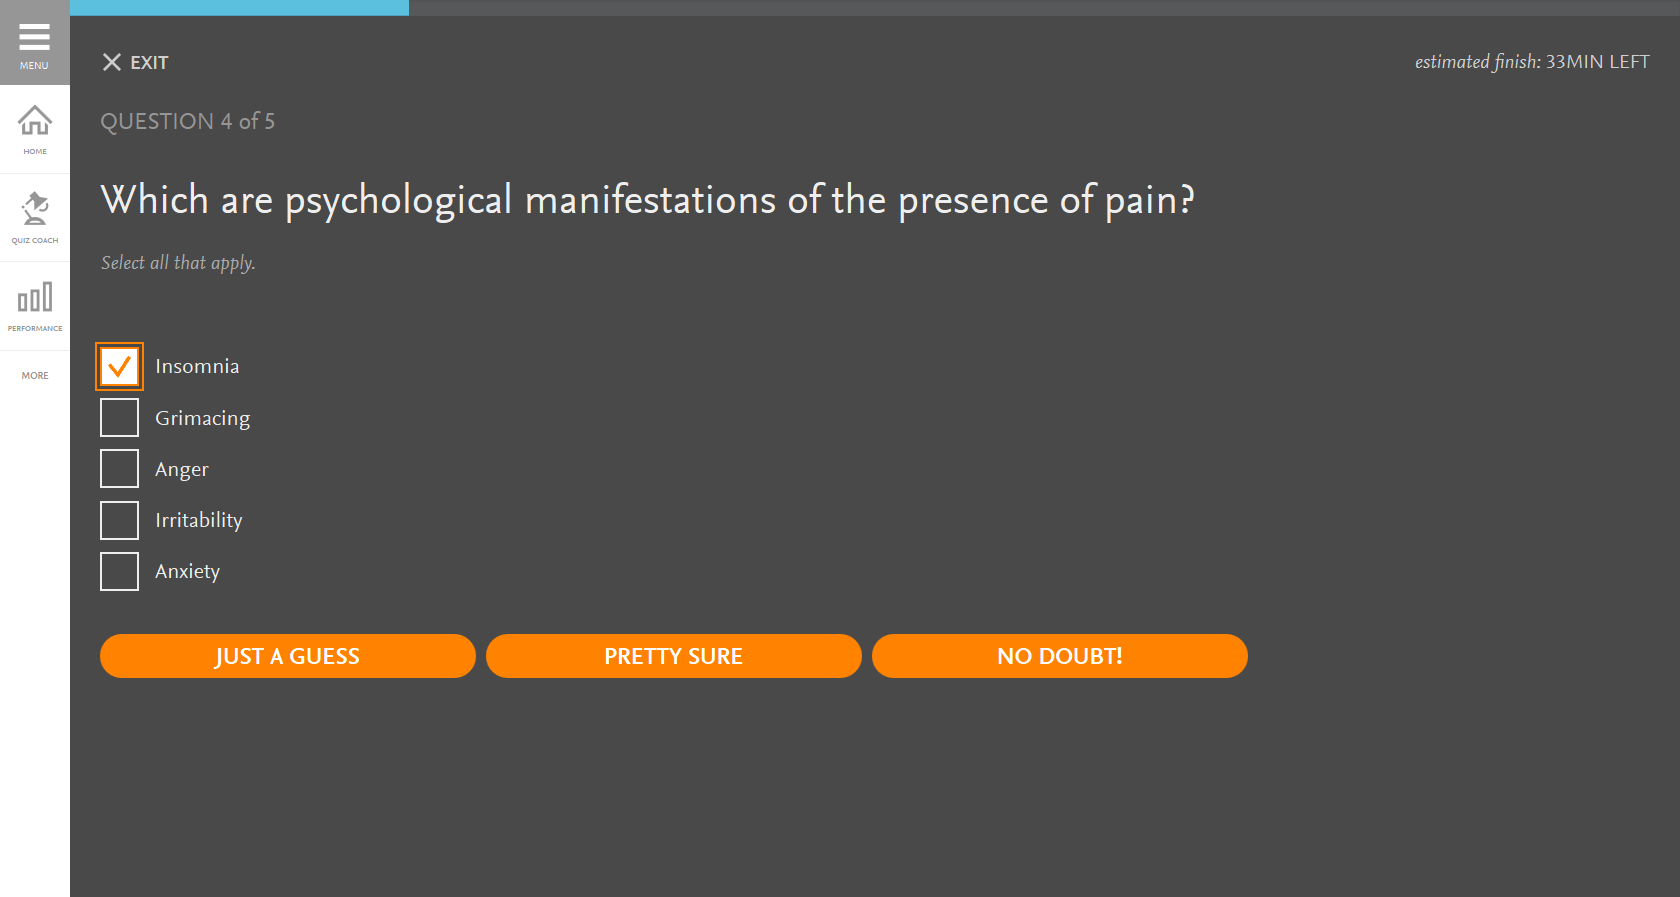 MENU
HOME
QUIZ COACH
PERFORMANCE
MORE
EXIT
estimated finish: 33MIN LEFT
QUESTION 4 of 5
Which are psychological manifestations of the presence of pain?
Select all that apply.
Insomnia
Grimacing
Anger
Irritability
Anxiety
JUST A GUESS
PRETTY SURE
NO DOUBT!